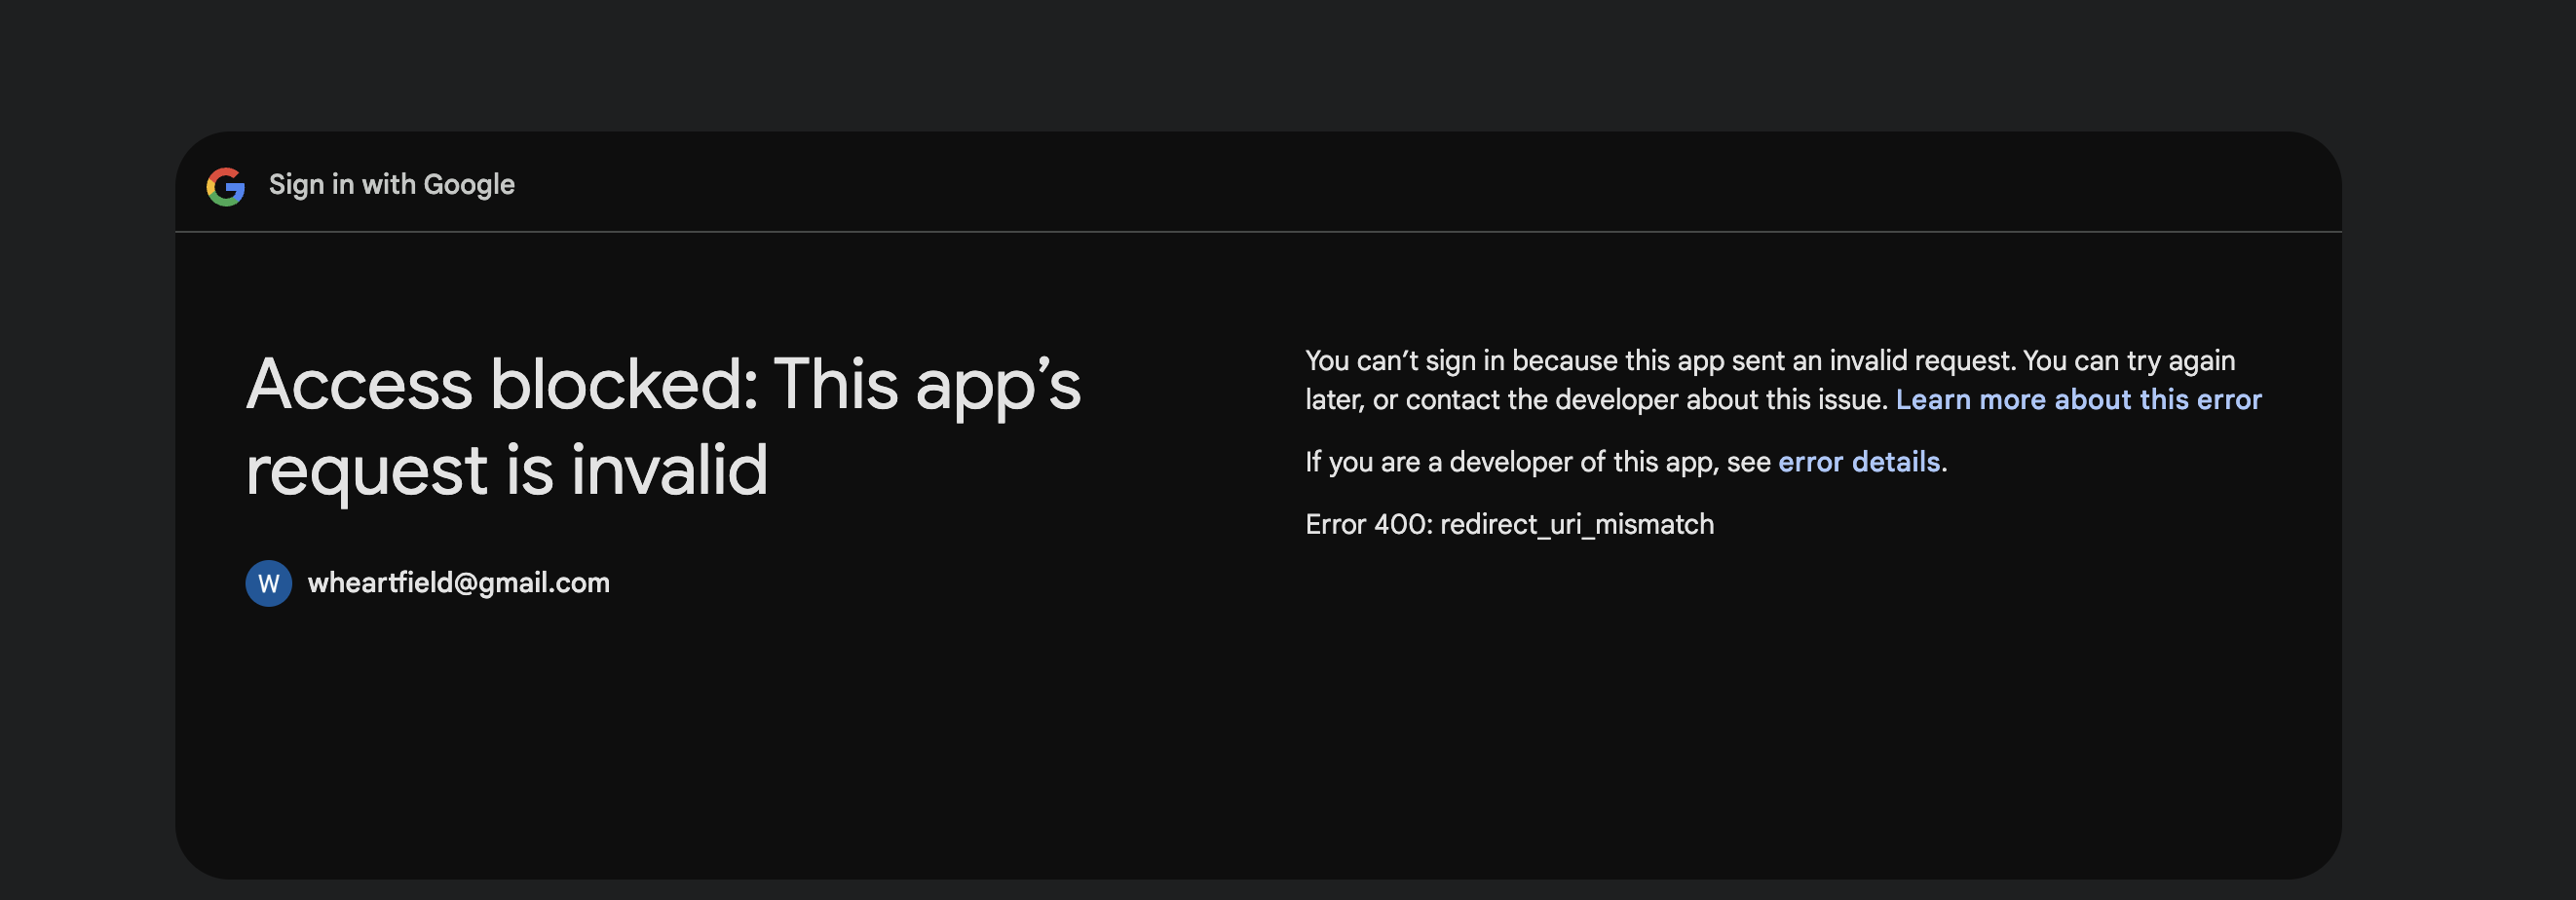 Sign in with Google
Access blocked: This app’s
request is invalid
W wheartfield@gmail.com
You can’t sign in because this app sent an invalid request. You can try again
later, or contact the developer about this issue. Learn more about this error
If you are a developer of this app, see error details.
Error 400: redirect_uri_mismatch